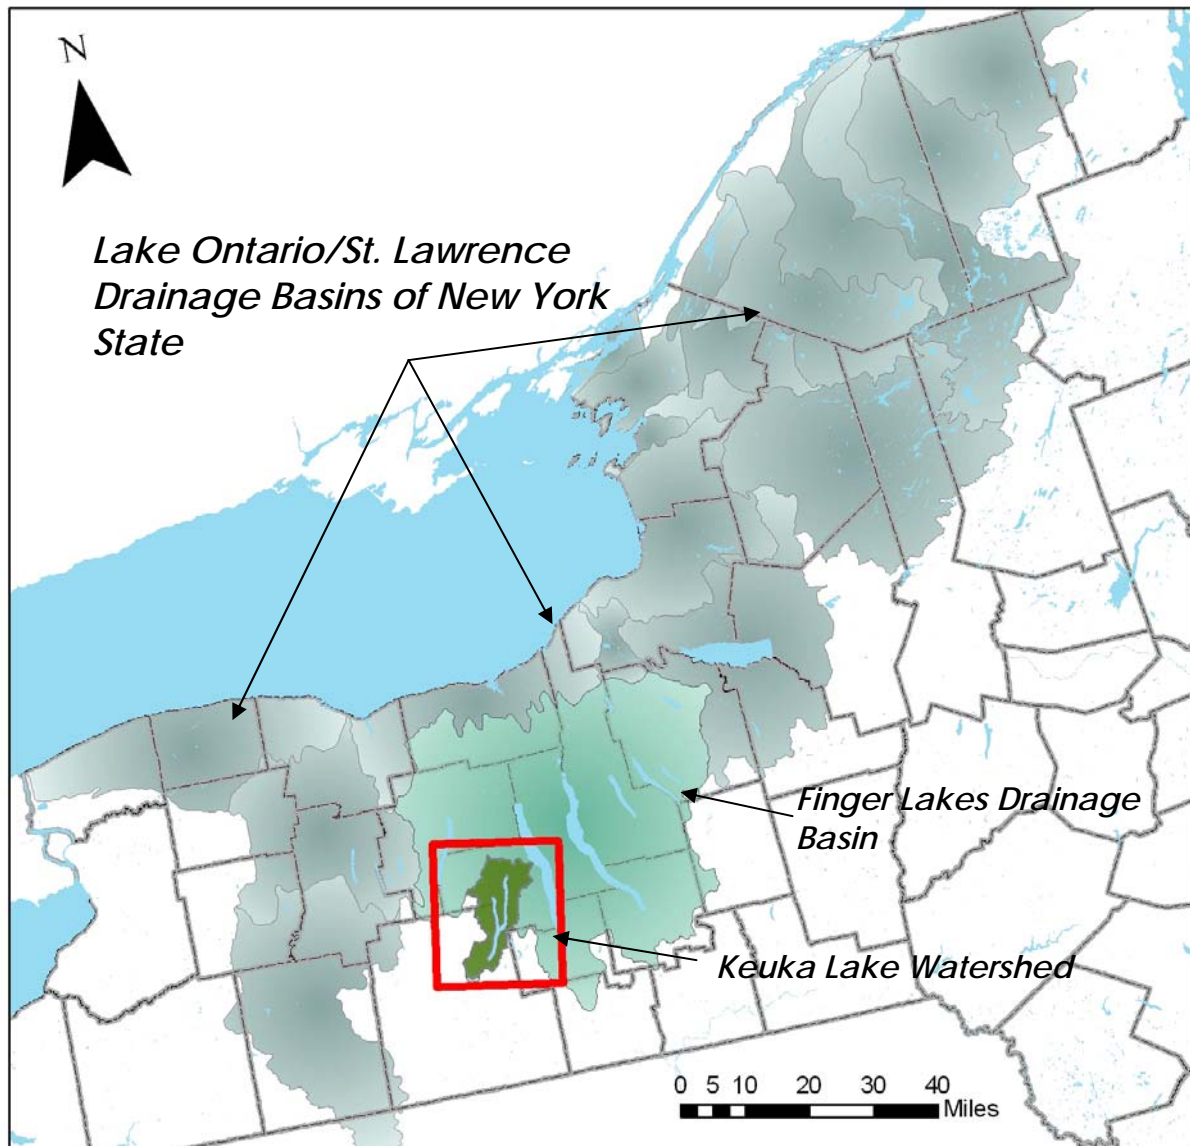 N
Lake Ontario/St. Lawrence
Drainage Basins of New York
State
Finger Lakes Drainage
Basin
Keuka Lake Watershed
0 5 10 20 30 40
Miles